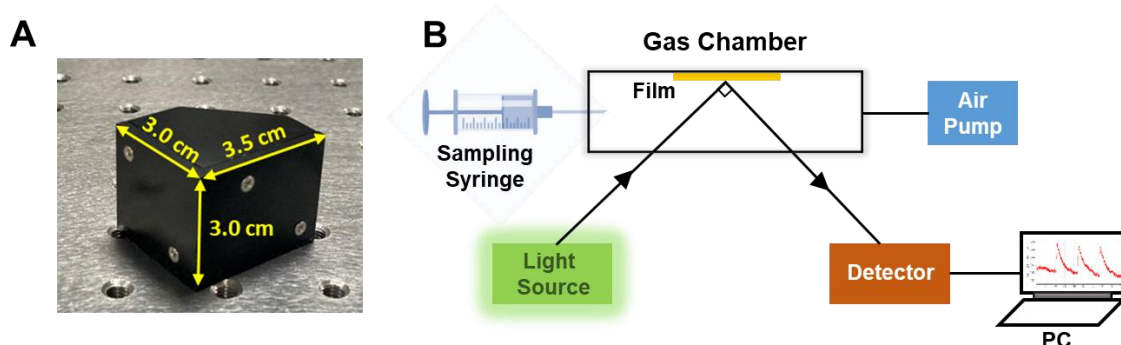 A
3.0 cm
3.5 cm
3.0 cm
B
Gas Chamber
Film
Sampling
Syringe
Air
Pump
Light
Source
Detector
PC